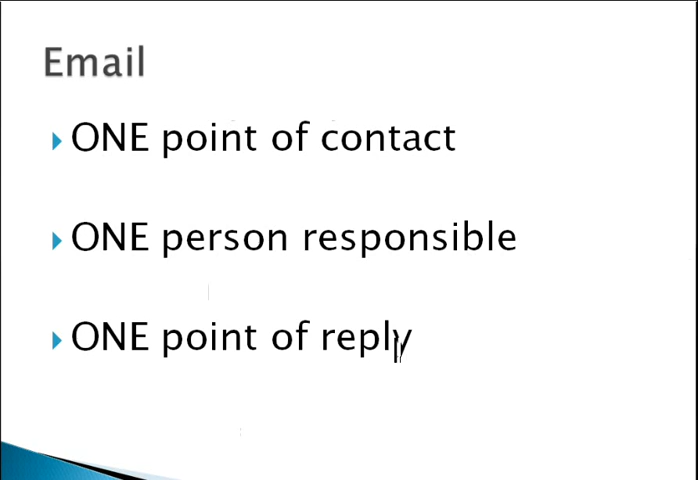 Email
ONE point of contact
ONE person responsible
ONE point of reply